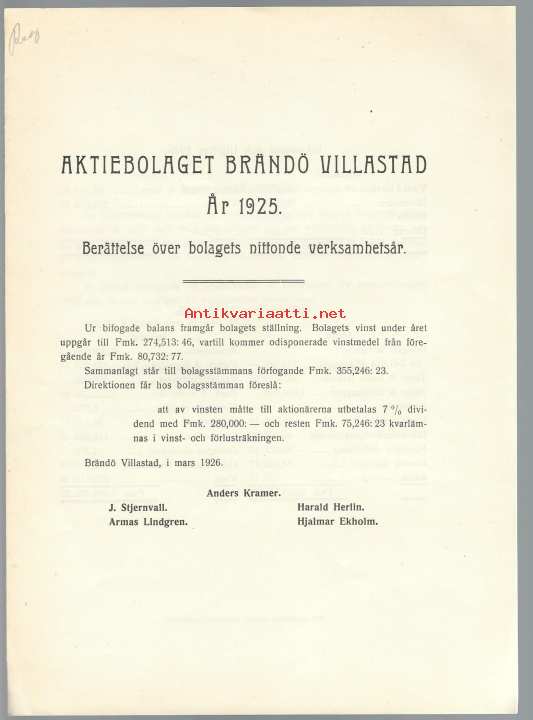 AKTIEBOLAGET BRÄNDÖ VILLASTAD
ÅR 1925.
Berättelse över bolagets nittonde verksamhetsår.
Antikvariaatti.net
Ur bifogade balans framgår bolagets ställning. Bolagets vinst under året
uppgår till Fmk. 274,513:46, vartill kommer odisponerade vinstmedel från före-
gående år Fmk. 80,732:77.
Sammanlagt står till bolagsstämmans förfogande Fmk. 355,246:23.
Direktionen får hos bolagsstämman föreslå:
att av vinsten måtte till aktionärerna utbetalas 7 % divi-
dend med Fmk. 280,000:— och resten Fmk. 75,246:23 kvarläm-
nas i vinst- och förlusträkningen.
Brändö Villastad, i mars 1926.
Anders Kramer.
J. Stjernvall. Harald Herlin.
Armas Lindgren. Hjalmar Ekholm.